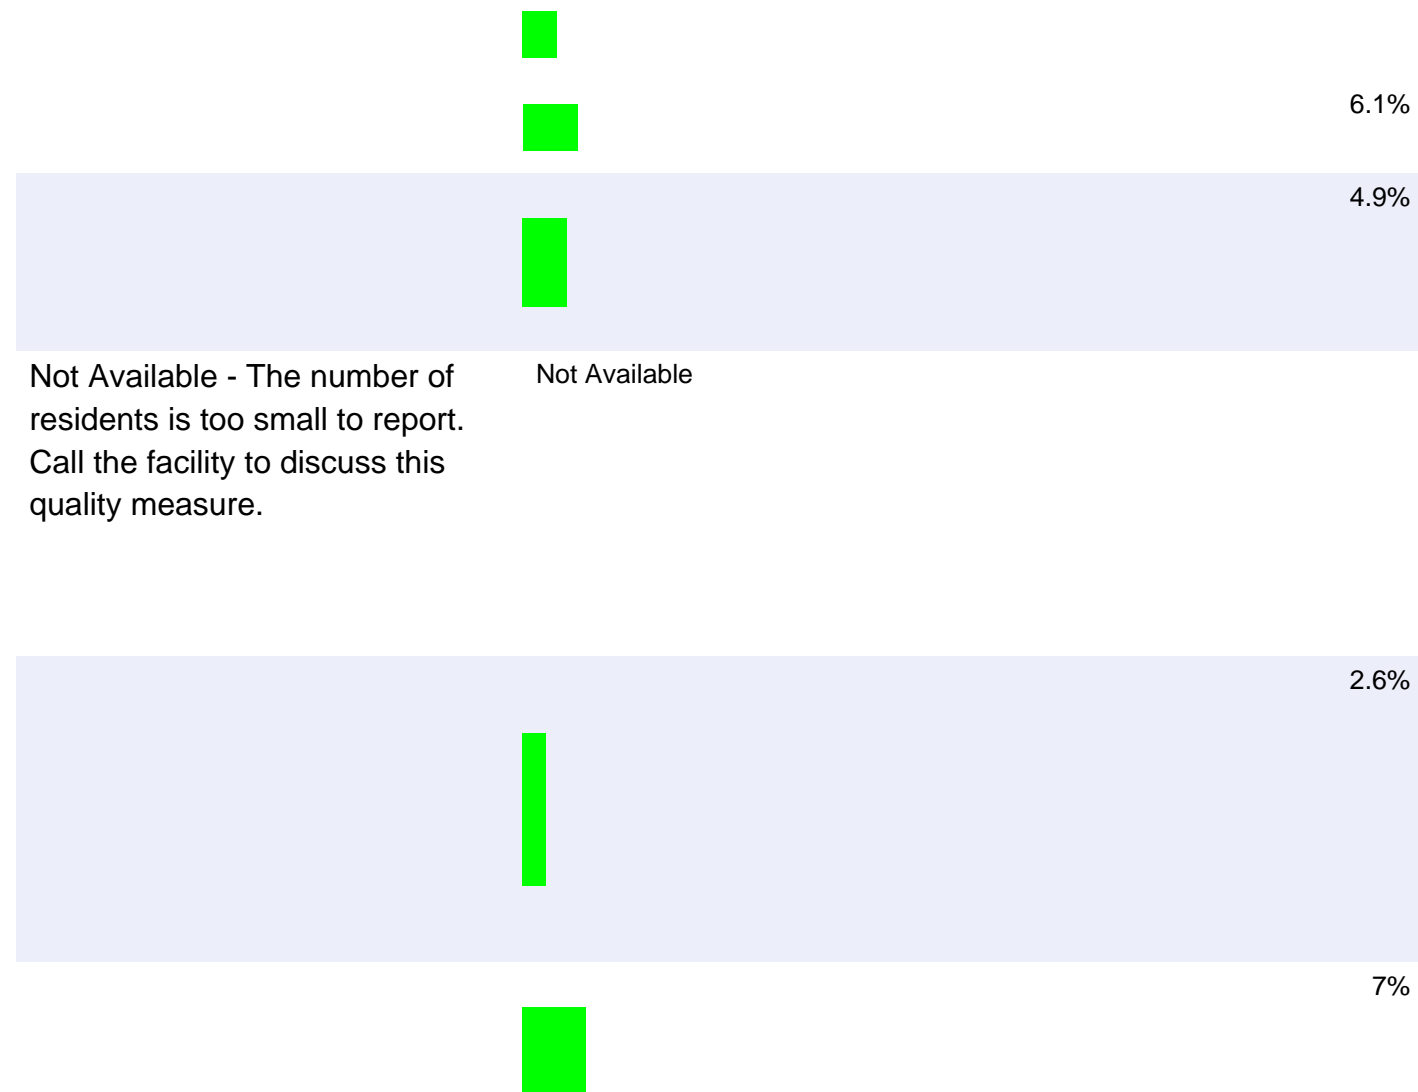 6.1%
4.9%
Not Available - The number of
residents is too small to report.
Call the facility to discuss this
quality measure.
Not Available
2.6%
7%